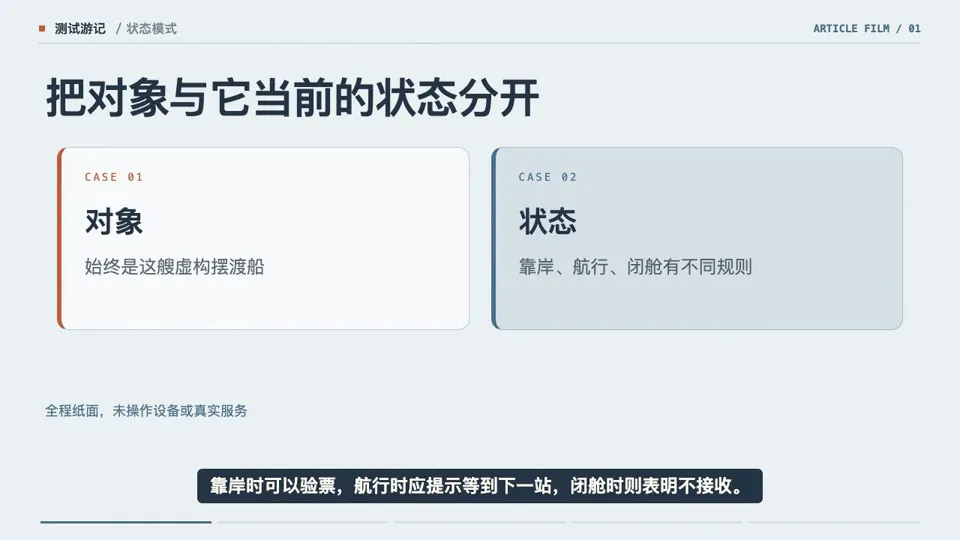 测试游记 / 状态模式
ARTICLE FILM / 01
把对象与它当前的状态分开
CASE 01
对象
始终是这艘虚构摆渡船
CASE 02
状态
靠岸、航行、闭舱有不同规则
全程纸面，未操作设备或真实服务
靠岸时可以验票，航行时应提示等到下一站，闭舱时则表明不接收。